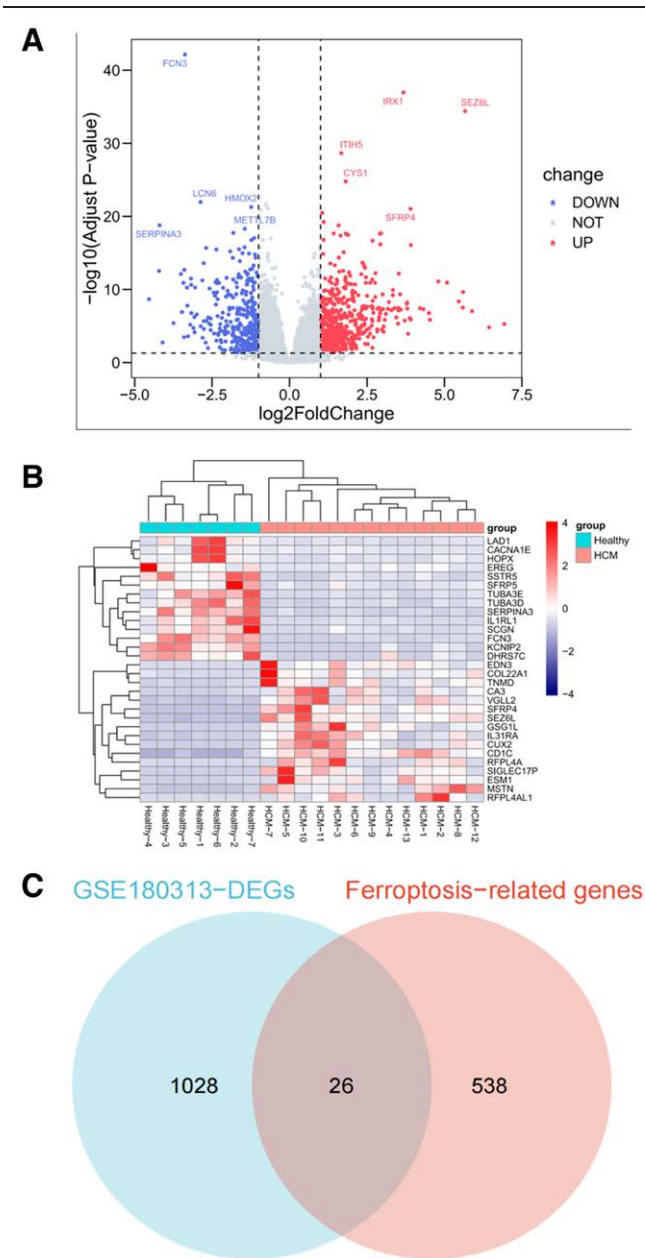 A
FCN3
IRX1
SEZ6L
ITIH5
CYS1
LCN6
HMOX2
METTL7B
SERPINA3
SFRP4
40
30
20
10
0
−log10(Adjust P−value)
−5.0 −2.5 0.0 2.5 5.0 7.5
log2FoldChange
change
DOWN
NOT
UP
B
group
LAD1
CACNA1E
HOPX
EREG
SSTR5
SFRP5
TUBA3E
TUBA3D
SERPINA3
IL1RL1
SCGN
FCN3
KCNIP2
DHRS7C
EDN3
COL22A1
TNMD
CA3
VGLL2
SFRP4
SEZ6L
GSG1L
IL31RA
CUX2
CD1C
RFPL4A
SIGLEC17P
ESM1
MSTN
RFPL4AL1
4
2
0
−2
−4
group
Healthy
HCM
Healthy−4
Healthy−3
Healthy−5
Healthy−1
Healthy−6
Healthy−2
Healthy−7
HCM−7
HCM−5
HCM−10
HCM−11
HCM−3
HCM−6
HCM−9
HCM−4
HCM−13
HCM−1
HCM−2
HCM−8
HCM−12
C
GSE180313−DEGs Ferroptosis−related genes
1028 26 538